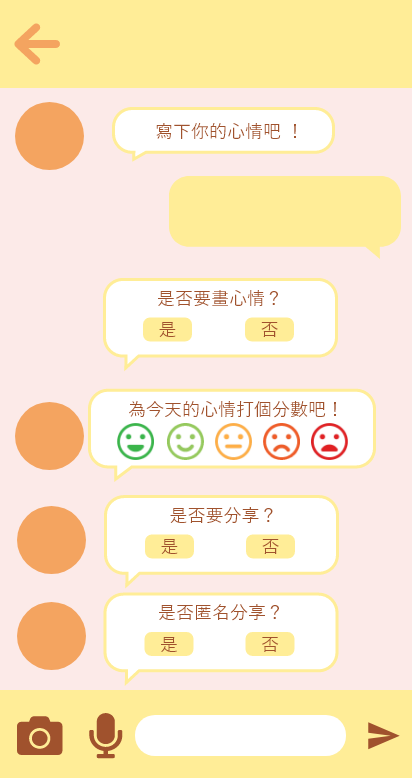 寫下你的心情吧 ！
是否要畫心情？
是 否
為今天的心情打個分數吧！
是否要分享？
是 否
是否匿名分享？
是 否